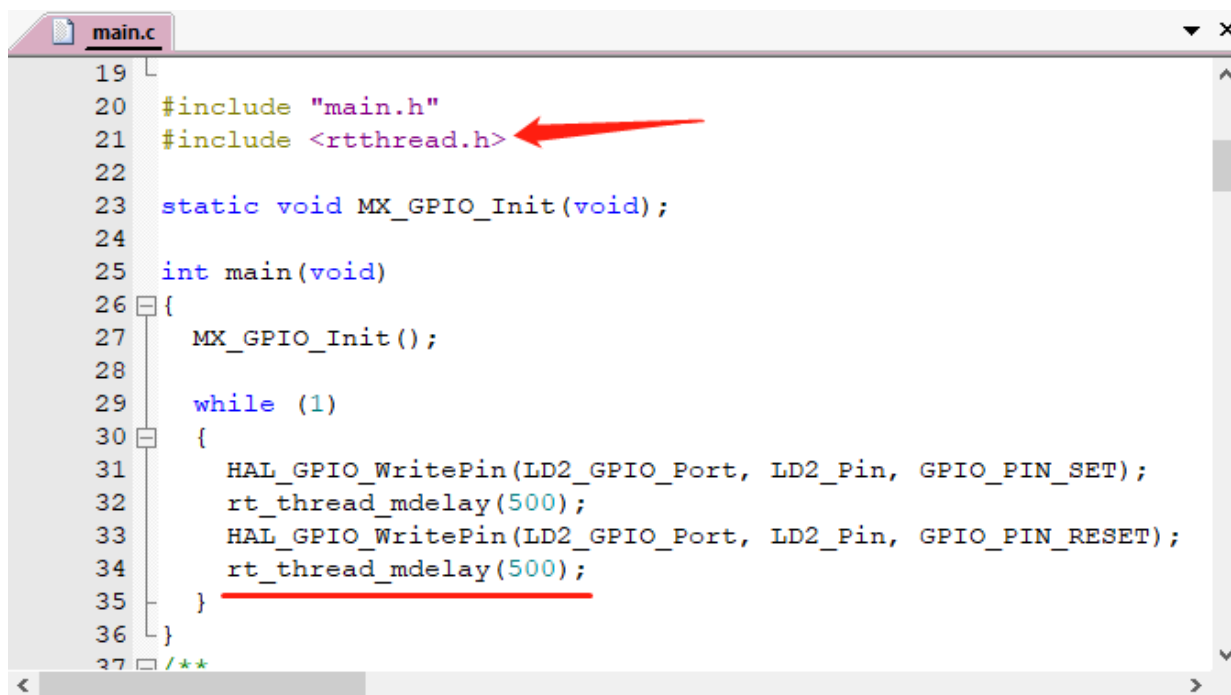 main.c
19
20 #include "main.h"
21 #include <rtthread.h>
22
23 static void MX_GPIO_Init(void);
24
25 int main(void)
26 {
27 MX_GPIO_Init();
28
29 while (1)
30 {
31 HAL_GPIO_WritePin(LD2_GPIO_Port, LD2_Pin, GPIO_PIN_SET);
32 rt_thread_mdelay(500);
33 HAL_GPIO_WritePin(LD2_GPIO_Port, LD2_Pin, GPIO_PIN_RESET);
34 rt_thread_mdelay(500);
35 }
36 }
37 /**